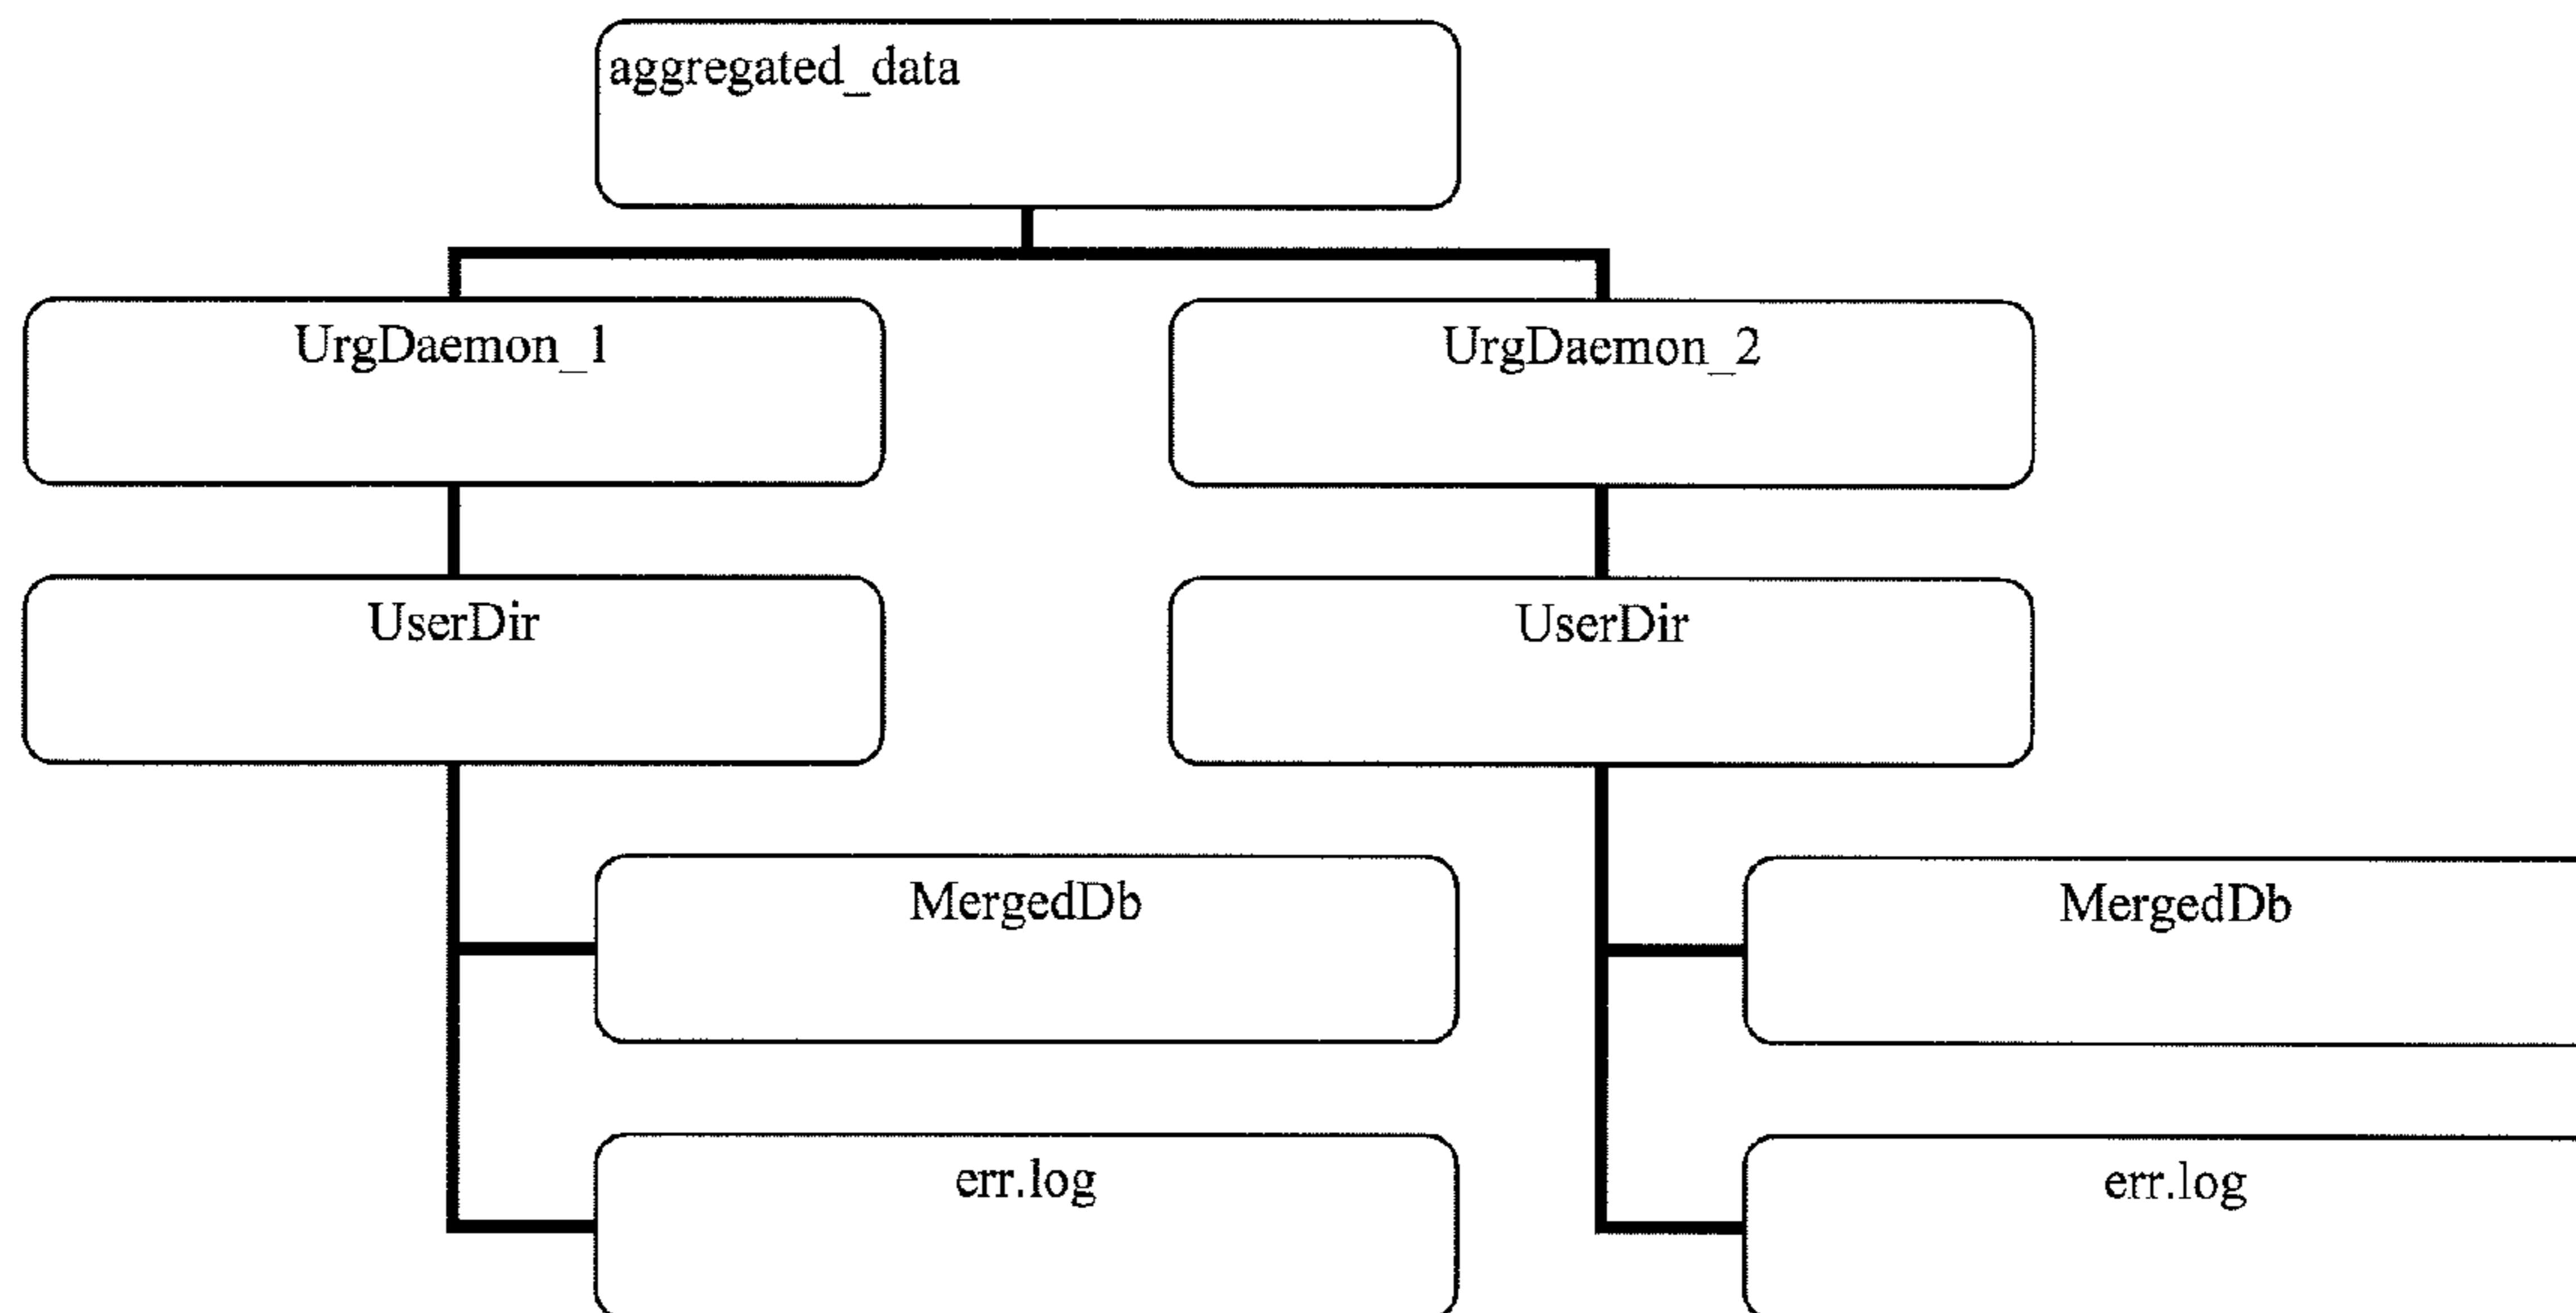 aggregated_data
UrgDaemon_1
UrgDaemon_2
UserDir
UserDir
MergedDb
MergedDb
err.log
err.log